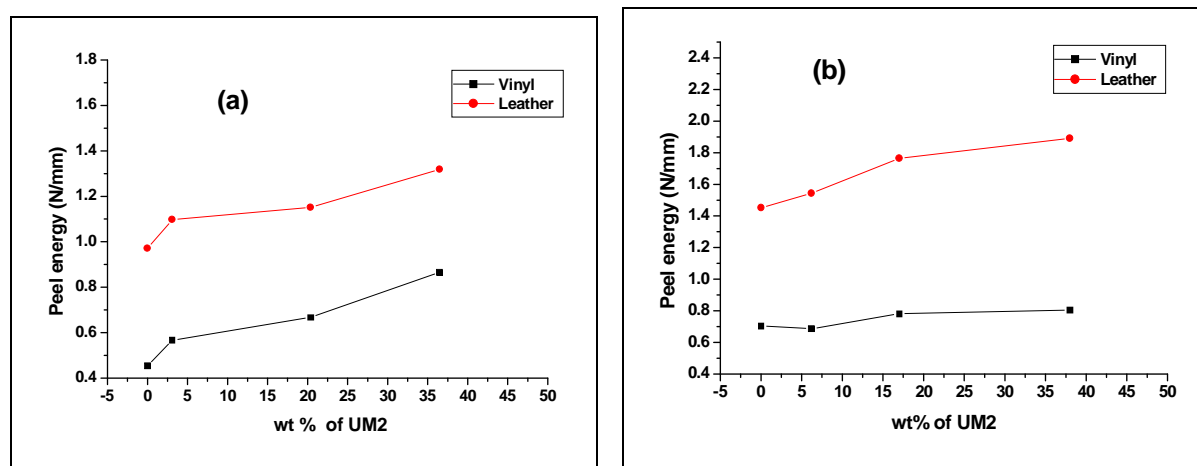 (a)
Vinyl
Leather
Peel energy (N/mm)
1.8
1.6
1.4
1.2
1.0
0.8
0.6
0.4
-5 0 5 10 15 20 25 30 35 40 45 50
wt % of UM2
(b)
Vinyl
Leather
Peel energy (N/mm)
2.4
2.2
2.0
1.8
1.6
1.4
1.2
1.0
0.8
0.6
0.4
-5 0 5 10 15 20 25 30 35 40 45 50
wt% of UM2